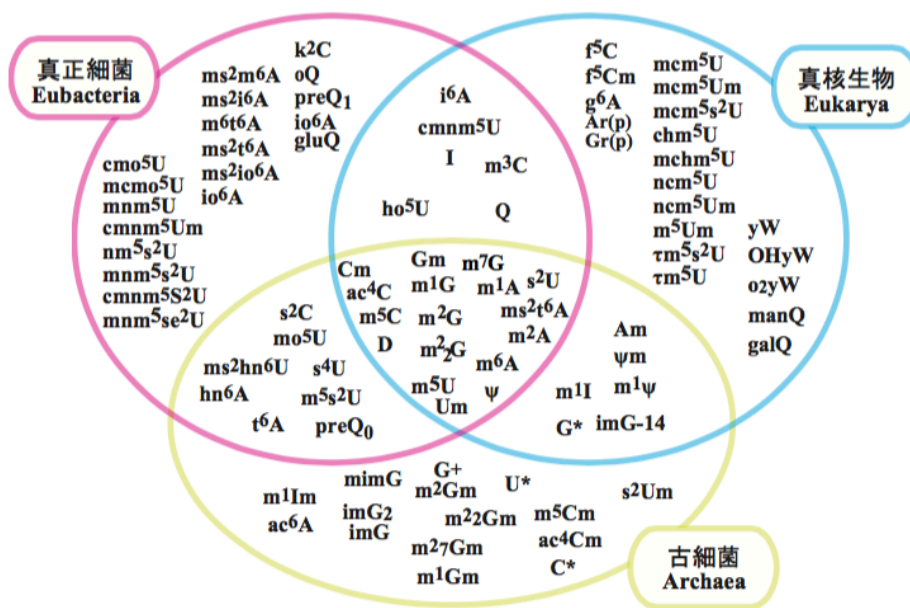 真正細菌
Eubacteria
k²C
oQ
preQ₁
io⁶A
gluQ
ms²m⁶A
ms²i⁶A
m⁶t⁶A
ms²t⁶A
ms²io⁶A
io⁶A
cmo⁵U
mcmo⁵U
mnm⁵U
cmnm⁵Um
nm⁵s²U
mnm⁵s²U
cmnm⁵S²U
mnm⁵se²U
i⁶A
cmnm⁵U
I
m³C
ho⁵U
Q
真核生物
Eukarya
f⁵C
f⁵Cm
g⁶A
Ar(p)
Gr(p)
mcm⁵U
mcm⁵Um
mcm⁵s²U
chm⁵U
mchm⁵U
ncm⁵U
ncm⁵Um
m⁵Um
τm⁵s²U
τm⁵U
yW
OHyW
o₂yW
manQ
galQ
Cm
ac⁴C
m⁵C
D
Gm
m¹G
m²G
m²₂G
m⁵U
Um
m⁷G
m¹A
s²U
ms²t⁶A
m²A
m⁶A
ψ
s²C
mo⁵U
ms²hn⁶U
s⁴U
hn⁶A
m⁵s²U
t⁶A
preQ₀
Am
ψm
m¹I
m¹ψ
G*
imG-14
m¹Im
ac⁶A
mimG
imG₂
imG
G+
m²Gm
m²₂Gm
m²₇Gm
m¹Gm
U*
m⁵Cm
ac⁴Cm
C*
s²Um
古細菌
Archaea